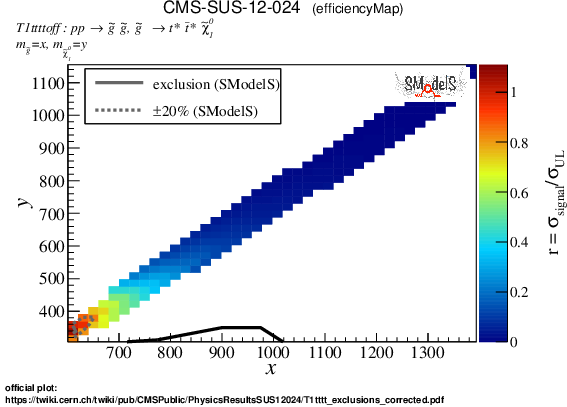 CMS-SUS-12-024 (efficiencyMap)
T1ttttoff : pp → g̃ g̃, g̃ → t* t̄* χ̃⁰₁
m_g̃=x, m_χ̃⁰₁=y
exclusion (SModelS)
±20% (SModelS)
SModelS
1100
1000
900
800
700
600
500
400
y
700 800 900 1000 1100 1200 1300
x
1
0.8
0.6
0.4
0.2
0
r = σ_signal/σ_UL
official plot:
https://twiki.cern.ch/twiki/pub/CMSPublic/PhysicsResultsSUS12024/T1tttt_exclusions_corrected.pdf